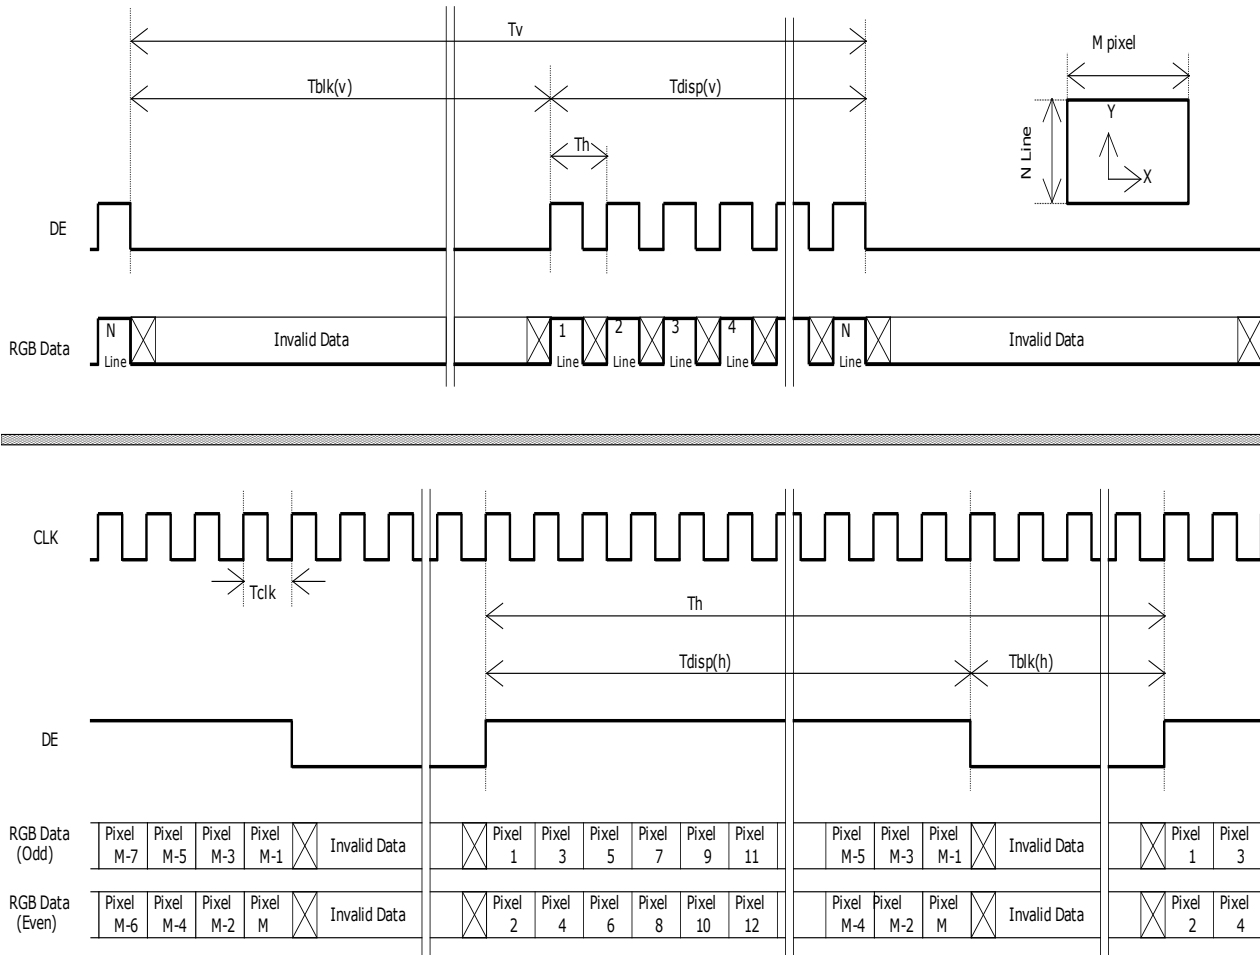 Tv
M pixel
Tblk(v)
Tdisp(v)
Y
Th
N Line
X
DE
RGB Data
N
Line
Invalid Data
1
Line
2
Line
3
Line
4
Line
N
Line
Invalid Data
CLK
Tclk
Th
Tdisp(h)
Tblk(h)
DE
RGB Data
(Odd)
Pixel
M-7
Pixel
M-5
Pixel
M-3
Pixel
M-1
Invalid Data
Pixel
1
Pixel
3
Pixel
5
Pixel
7
Pixel
9
Pixel
11
Pixel
M-5
Pixel
M-3
Pixel
M-1
Invalid Data
Pixel
1
Pixel
3
RGB Data
(Even)
Pixel
M-6
Pixel
M-4
Pixel
M-2
Pixel
M
Invalid Data
Pixel
2
Pixel
4
Pixel
6
Pixel
8
Pixel
10
Pixel
12
Pixel
M-4
Pixel
M-2
Pixel
M
Invalid Data
Pixel
2
Pixel
4